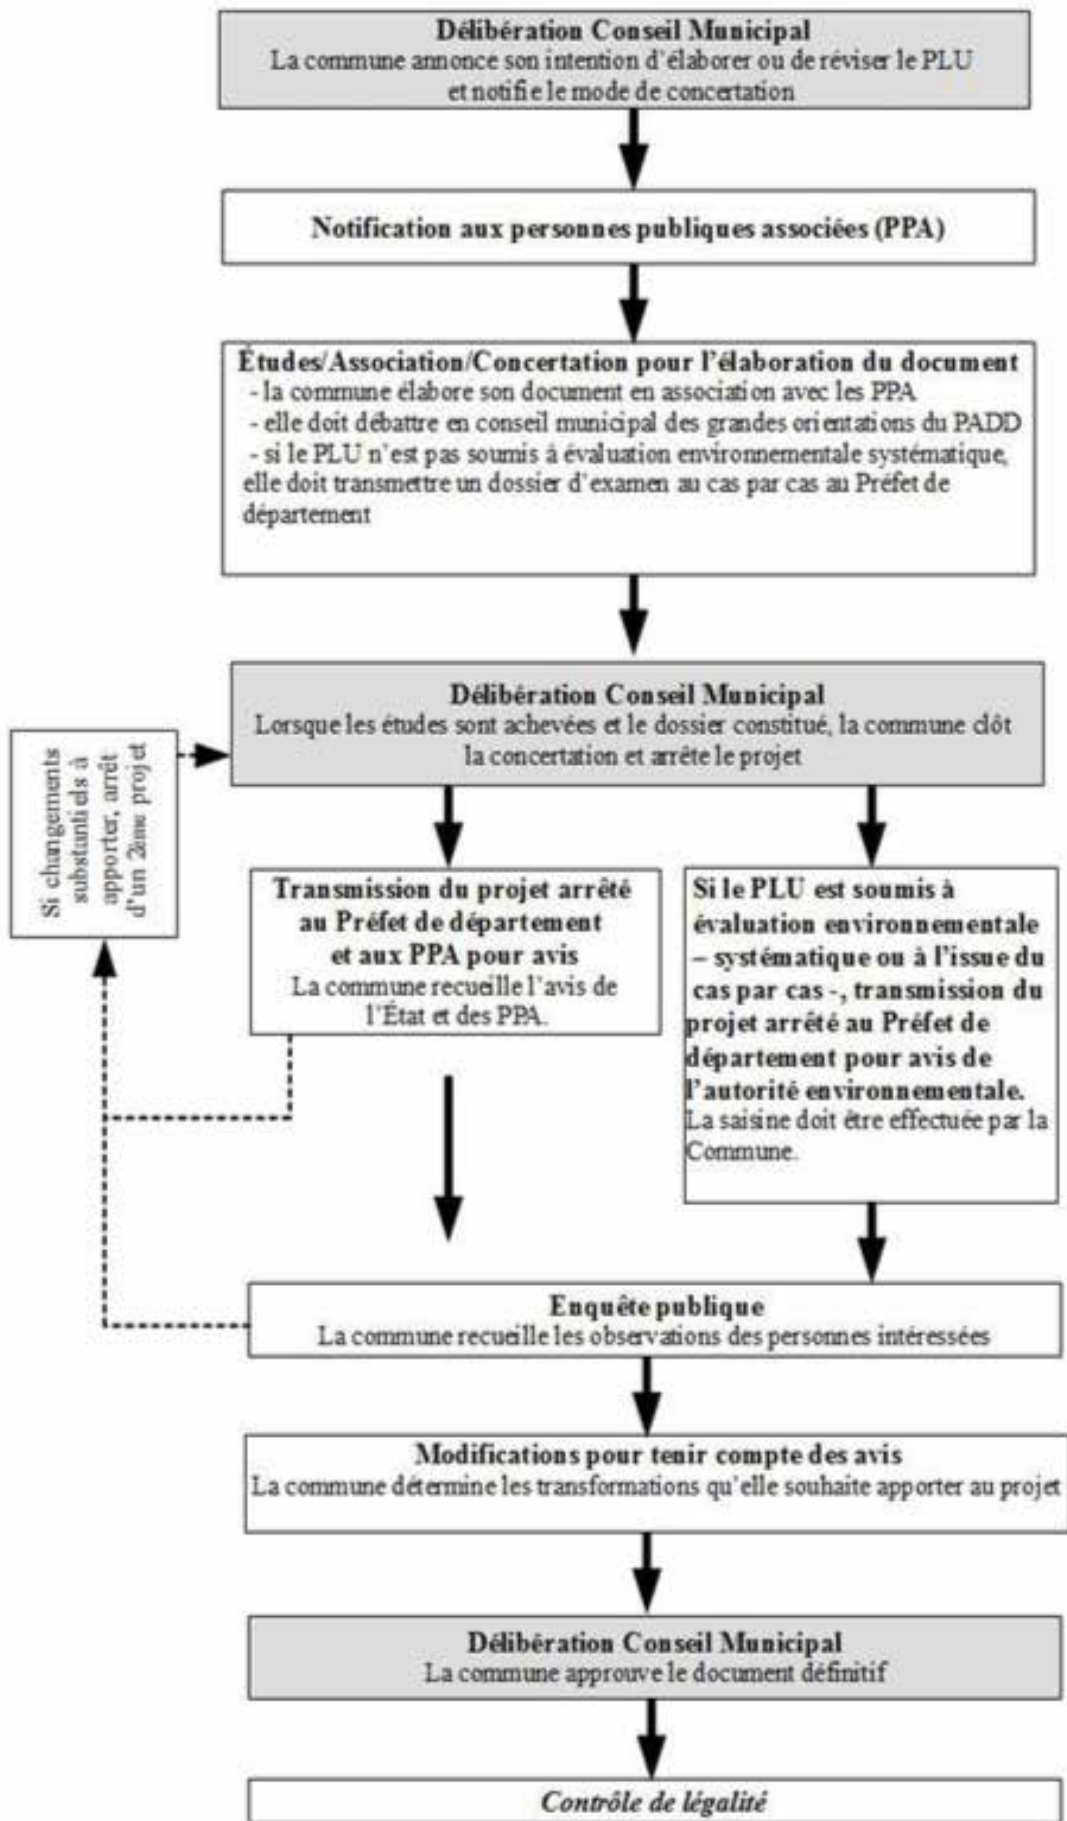 Délibération Conseil Municipal
La commune annonce son intention d'élaborer ou de réviser le PLU
et notifie le mode de concertation
Notification aux personnes publiques associées (PPA)
Études/Association/Concertation pour l'élaboration du document
- la commune élabore son document en association avec les PPA
- elle doit débattre en conseil municipal des grandes orientations du PADD
- si le PLU n'est pas soumis à évaluation environnementale systématique,
elle doit transmettre un dossier d'examen au cas par cas au Préfet de
département
Délibération Conseil Municipal
Lorsque les études sont achevées et le dossier constitué, la commune clôt
la concertation et arrête le projet
Si changements
substantiels à
apporter, arrêt
d'un 2ème projet
Transmission du projet arrêté
au Préfet de département
et aux PPA pour avis
La commune recueille l'avis de
l'État et des PPA.
Si le PLU est soumis à
évaluation environnementale
– systématique ou à l'issue du
cas par cas -, transmission du
projet arrêté au Préfet de
département pour avis de
l'autorité environnementale.
La saisine doit être effectuée par la
Commune.
Enquête publique
La commune recueille les observations des personnes intéressées
Modifications pour tenir compte des avis
La commune détermine les transformations qu'elle souhaite apporter au projet
Délibération Conseil Municipal
La commune approuve le document définitif
Contrôle de légalité